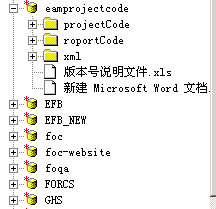 eamprojectcode
projectCode
roportCode
xml
版本号说明文件.xls
新建 Microsoft Word 文档.
EFB
EFB_NEW
foc
foc-website
foqa
FORCS
GHS